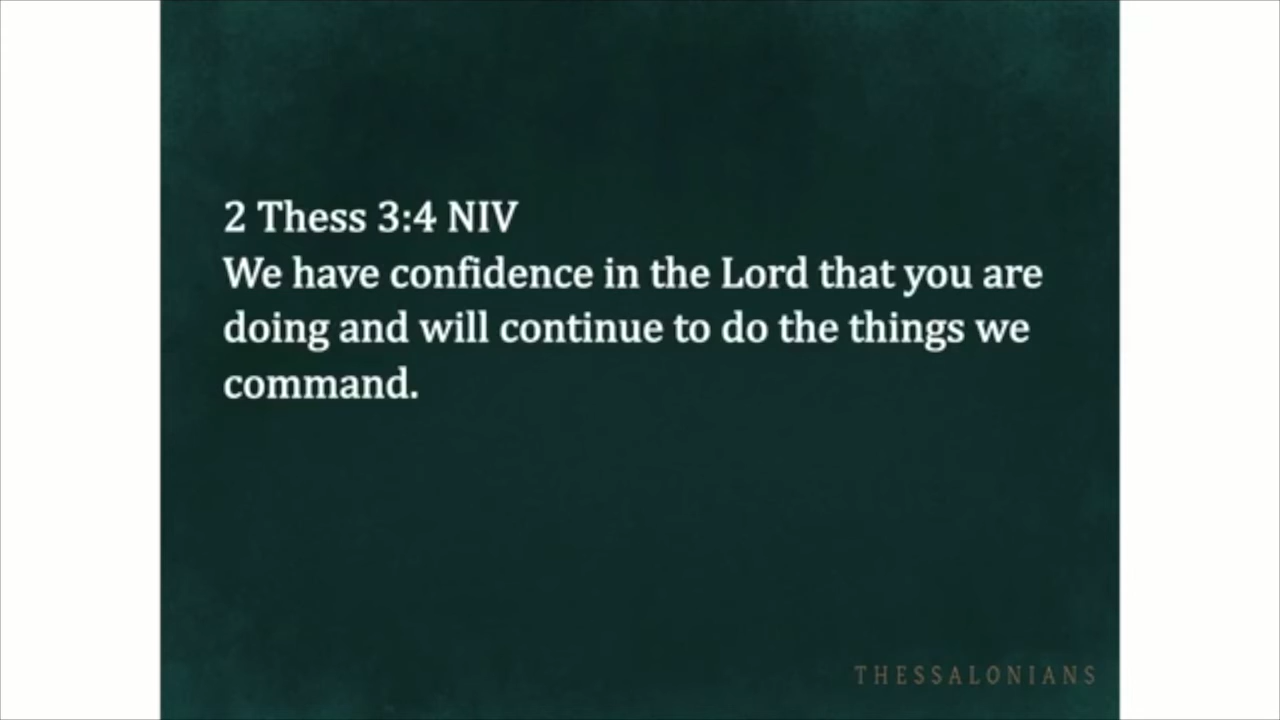 2 Thess 3:4 NIV
We have confidence in the Lord that you are
doing and will continue to do the things we
command.
THESSALONIANS